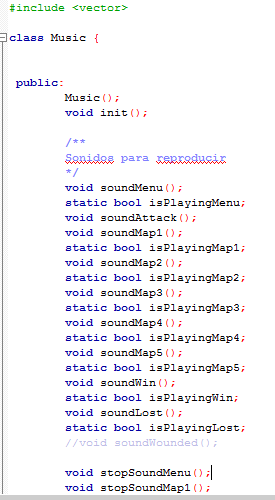 #include <vector>
class Music {
public:
Music();
void init();
/**
Sonidos para reproducir
*/
void soundMenu();
static bool isPlayingMenu;
void soundAttack();
void soundMap1();
static bool isPlayingMap1;
void soundMap2();
static bool isPlayingMap2;
void soundMap3();
static bool isPlayingMap3;
void soundMap4();
static bool isPlayingMap4;
void soundMap5();
static bool isPlayingMap5;
void soundWin();
static bool isPlayingWin;
void soundLost();
static bool isPlayingLost;
//void soundWounded();
void stopSoundMenu();
void stopSoundMap1();